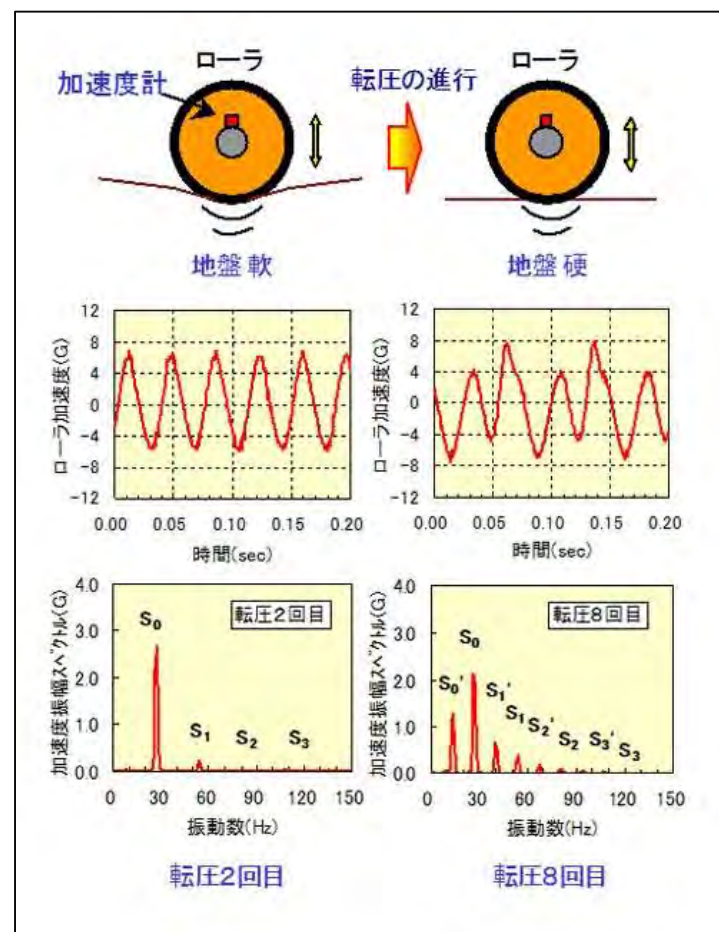 ローラ
加速度計
転圧の進行
ローラ
地盤 軟
地盤 硬
ローラ加速度(G)
12
8
4
0
-4
-8
-12
0.00 0.05 0.10 0.15 0.20
時間(sec)
ローラ加速度(G)
12
8
4
0
-4
-8
-12
0.00 0.05 0.10 0.15 0.20
時間(sec)
加速度振幅スペクトル(G)
4.0
3.0
2.0
1.0
0.0
転圧2回目
S0
S1 S2 S3
0 30 60 90 120 150
振動数(Hz)
加速度振幅スペクトル(G)
4.0
3.0
2.0
1.0
0.0
転圧8回目
S0
S0'
S1'
S1
S2'
S2
S3'
S3
0 30 60 90 120 150
振動数(Hz)
転圧2回目
転圧8回目